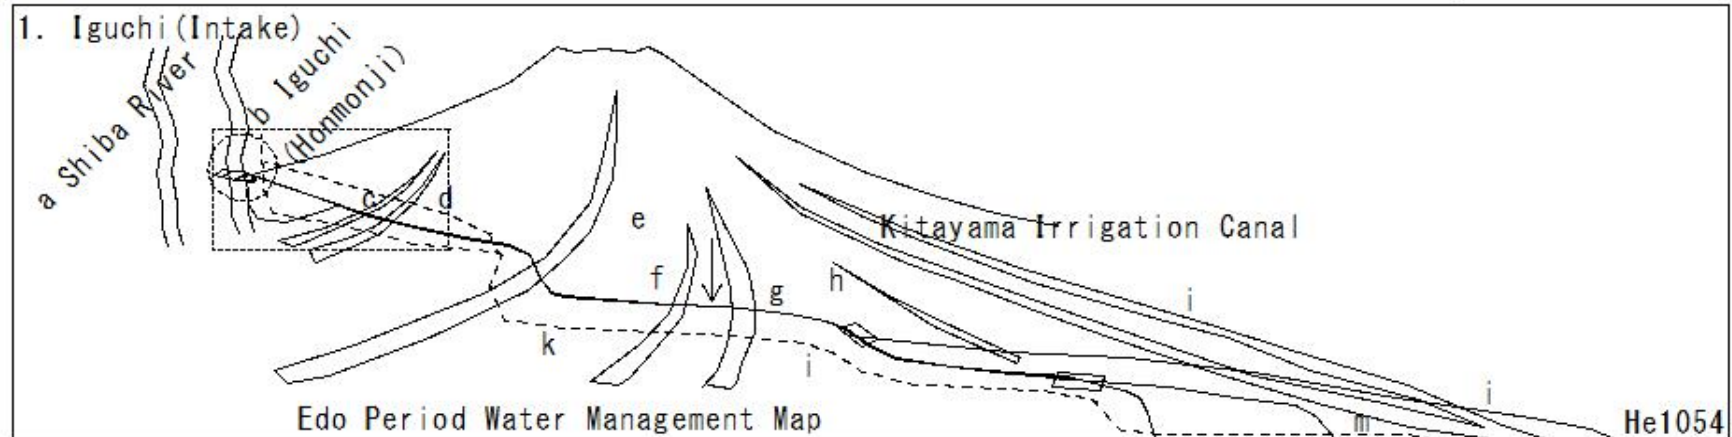 1. Iguchi(Intake)
a Shiba River
b Iguchi
(Honmonji)
c
d
e
Kitayama Irrigation Canal
f
g
h
i
k
i
i
m
Edo Period Water Management Map
He1054